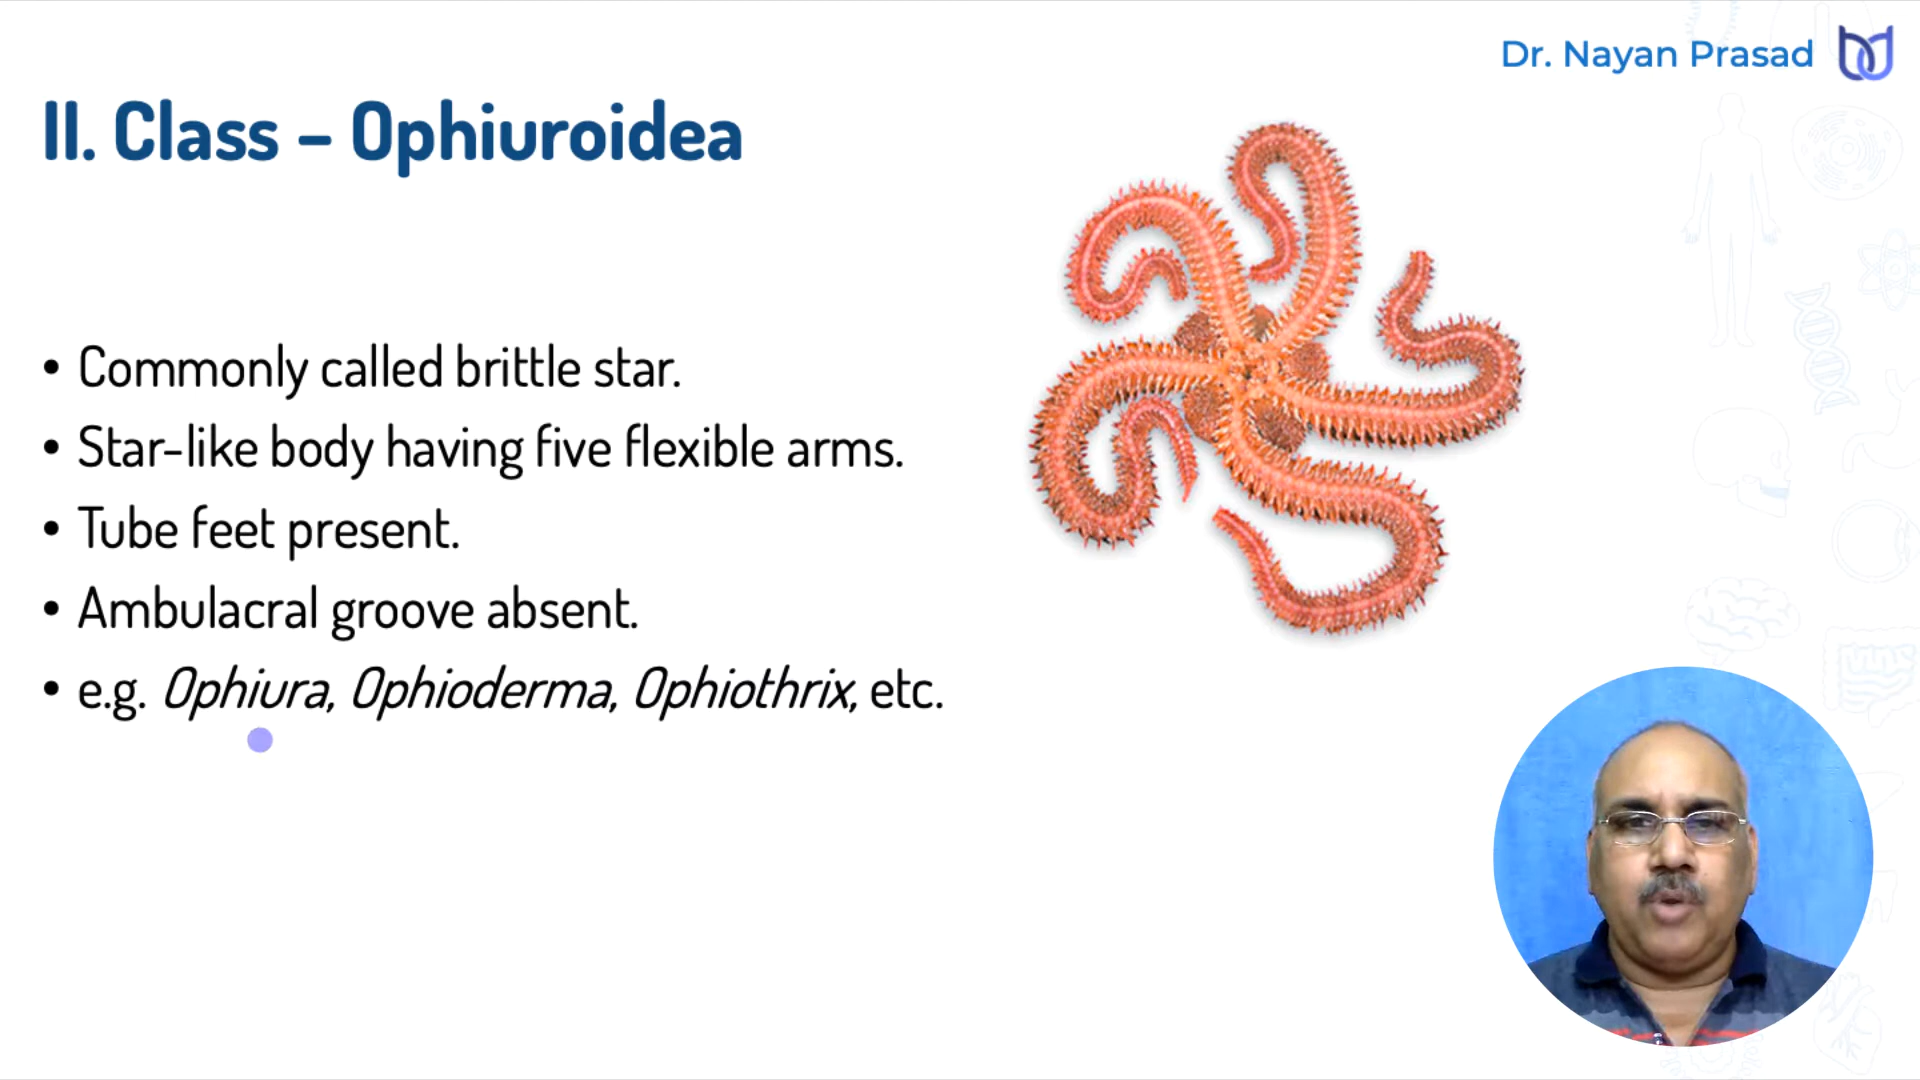 Dr. Nayan Prasad
II. Class – Ophiuroidea
• Commonly called brittle star.
• Star-like body having five flexible arms.
• Tube feet present.
• Ambulacral groove absent.
• e.g. Ophiura, Ophioderma, Ophiothrix, etc.